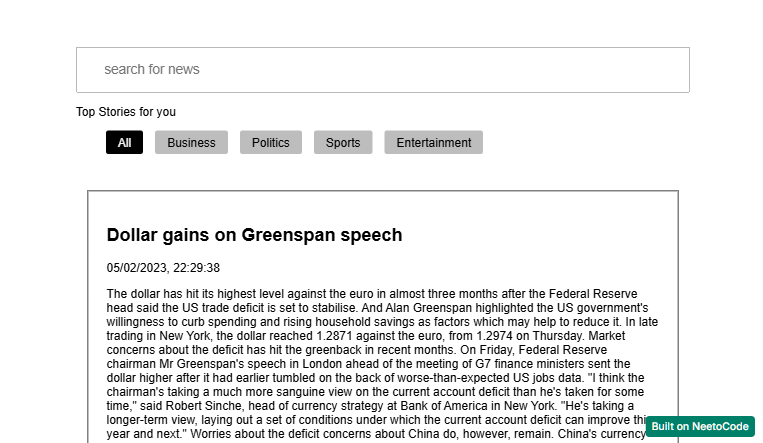 search for news
Top Stories for you
All Business Politics Sports Entertainment
Dollar gains on Greenspan speech
05/02/2023, 22:29:38
The dollar has hit its highest level against the euro in almost three months after the Federal Reserve
head said the US trade deficit is set to stabilise. And Alan Greenspan highlighted the US government's
willingness to curb spending and rising household savings as factors which may help to reduce it. In late
trading in New York, the dollar reached 1.2871 against the euro, from 1.2974 on Thursday. Market
concerns about the deficit has hit the greenback in recent months. On Friday, Federal Reserve
chairman Mr Greenspan's speech in London ahead of the meeting of G7 finance ministers sent the
dollar higher after it had earlier tumbled on the back of worse-than-expected US jobs data. "I think the
chairman's taking a much more sanguine view on the current account deficit than he's taken for some
time," said Robert Sinche, head of currency strategy at Bank of America in New York. "He's taking a
longer-term view, laying out a set of conditions under which the current account deficit can improve this
year and next." Worries about the deficit concerns about China do, however, remain. China's currency
Built on NeetoCode